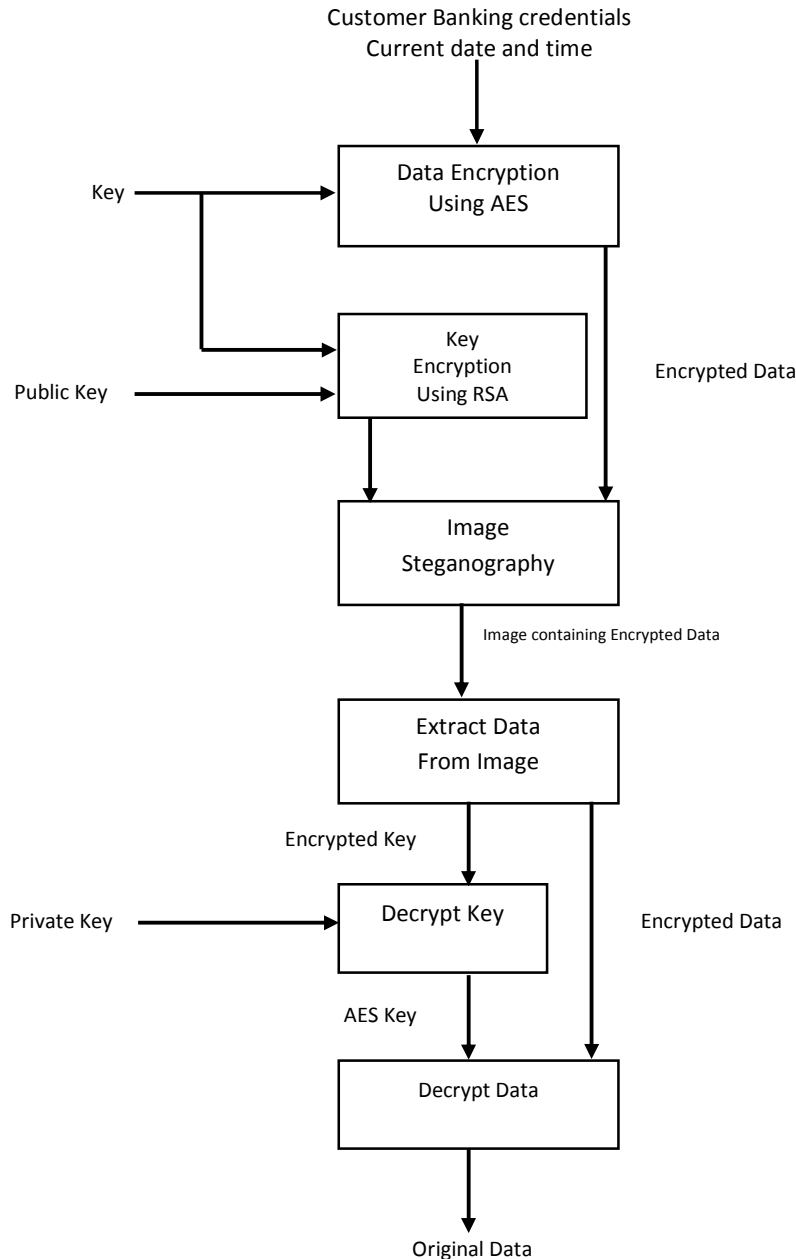 Customer Banking credentials
Current date and time
Data Encryption
Using AES
Key
Key
Encryption
Using RSA
Public Key
Encrypted Data
Image
Steganography
Image containing Encrypted Data
Extract Data
From Image
Encrypted Key
Private Key
Decrypt Key
Encrypted Data
AES Key
Decrypt Data
Original Data